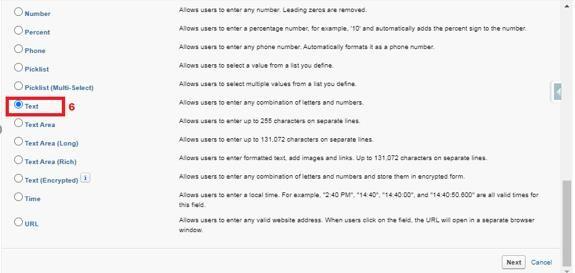 Number Allows users to enter any number. Leading zeros are removed.
Percent Allows users to enter a percentage number, for example, '10' and automatically adds the percent sign to the number.
Phone Allows users to enter any phone number. Automatically formats it as a phone number.
Picklist Allows users to select a value from a list you define.
Picklist (Multi-Select) Allows users to select multiple values from a list you define.
Text 6 Allows users to enter any combination of letters and numbers.
Text Area Allows users to enter up to 255 characters on separate lines.
Text Area (Long) Allows users to enter up to 131,072 characters on separate lines.
Text Area (Rich) Allows users to enter formatted text, add images and links. Up to 131,072 characters on separate lines.
Text (Encrypted) i Allows users to enter any combination of letters and numbers and store them in encrypted form.
Time Allows users to enter a local time. For example, "2:40 PM", "14:40", "14:40:00", and "14:40:50.600" are all valid times for
this field.
URL Allows users to enter any valid website address. When users click on the field, the URL will open in a separate browser
window.
Next Cancel